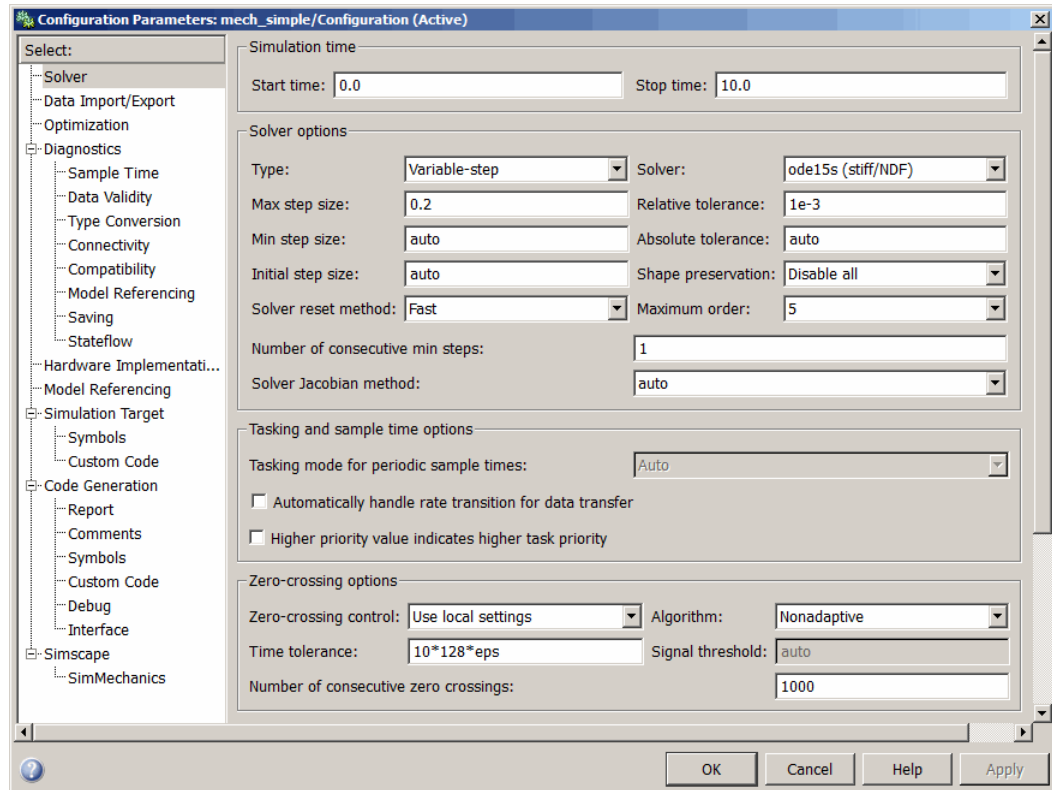 Configuration Parameters: mech_simple/Configuration (Active)
Select:
Solver
Data Import/Export
Optimization
Diagnostics
Sample Time
Data Validity
Type Conversion
Connectivity
Compatibility
Model Referencing
Saving
Stateflow
Hardware Implementati...
Model Referencing
Simulation Target
Symbols
Custom Code
Code Generation
Report
Comments
Symbols
Custom Code
Debug
Interface
Simscape
SimMechanics
Simulation time
Start time: 0.0 Stop time: 10.0
Solver options
Type: Variable-step Solver: ode15s (stiff/NDF)
Max step size: 0.2 Relative tolerance: 1e-3
Min step size: auto Absolute tolerance: auto
Initial step size: auto Shape preservation: Disable all
Solver reset method: Fast Maximum order: 5
Number of consecutive min steps: 1
Solver Jacobian method: auto
Tasking and sample time options
Tasking mode for periodic sample times: Auto
Automatically handle rate transition for data transfer
Higher priority value indicates higher task priority
Zero-crossing options
Zero-crossing control: Use local settings Algorithm: Nonadaptive
Time tolerance: 10*128*eps Signal threshold: auto
Number of consecutive zero crossings: 1000
OK Cancel Help Apply